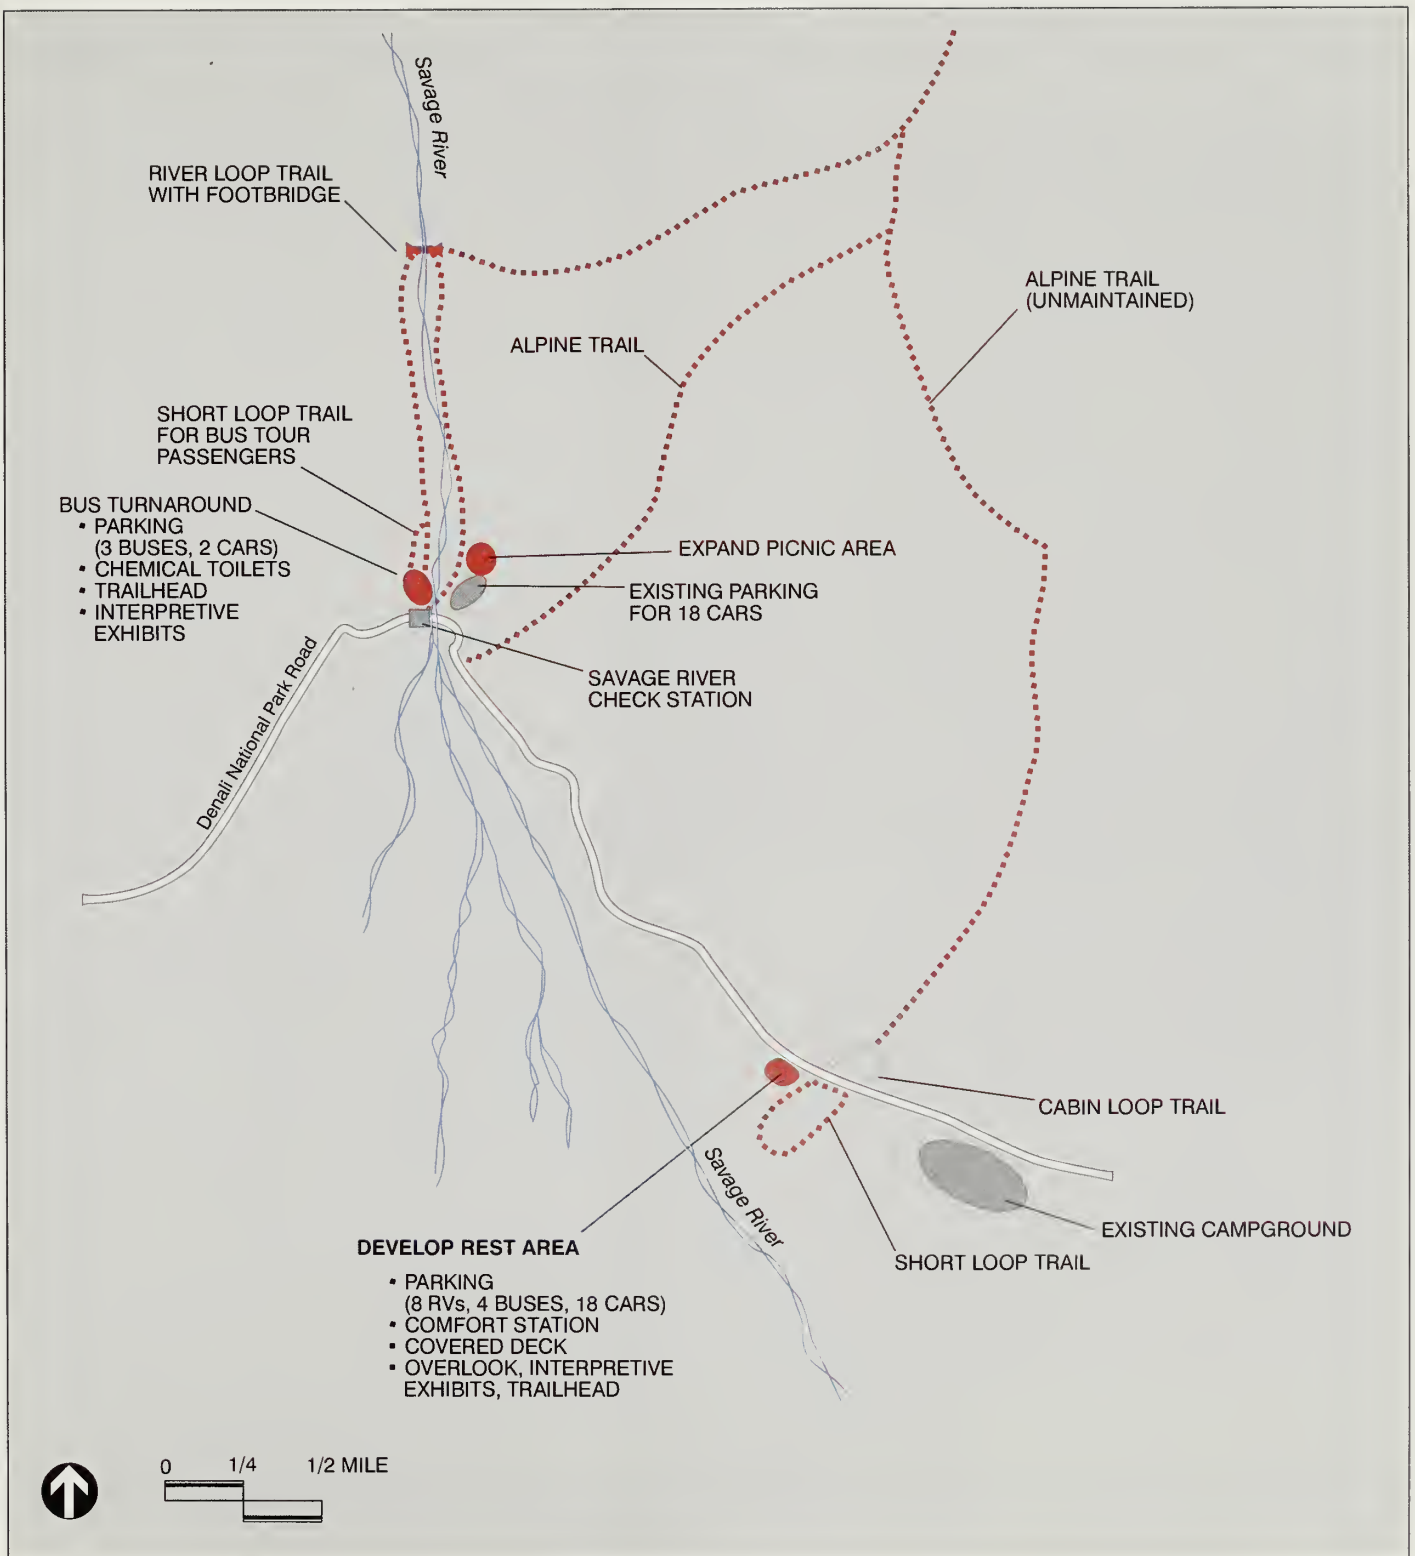 Savage River
RIVER LOOP TRAIL
WITH FOOTBRIDGE
ALPINE TRAIL
(UNMAINTAINED)
ALPINE TRAIL
SHORT LOOP TRAIL
FOR BUS TOUR
PASSENGERS
BUS TURNAROUND
▪ PARKING
(3 BUSES, 2 CARS)
▪ CHEMICAL TOILETS
▪ TRAILHEAD
▪ INTERPRETIVE
EXHIBITS
EXPAND PICNIC AREA
EXISTING PARKING
FOR 18 CARS
SAVAGE RIVER
CHECK STATION
Denali National Park Road
CABIN LOOP TRAIL
Savage River
EXISTING CAMPGROUND
SHORT LOOP TRAIL
DEVELOP REST AREA
▪ PARKING
(8 RVs, 4 BUSES, 18 CARS)
▪ COMFORT STATION
▪ COVERED DECK
▪ OVERLOOK, INTERPRETIVE
EXHIBITS, TRAILHEAD
0 1/4 1/2 MILE